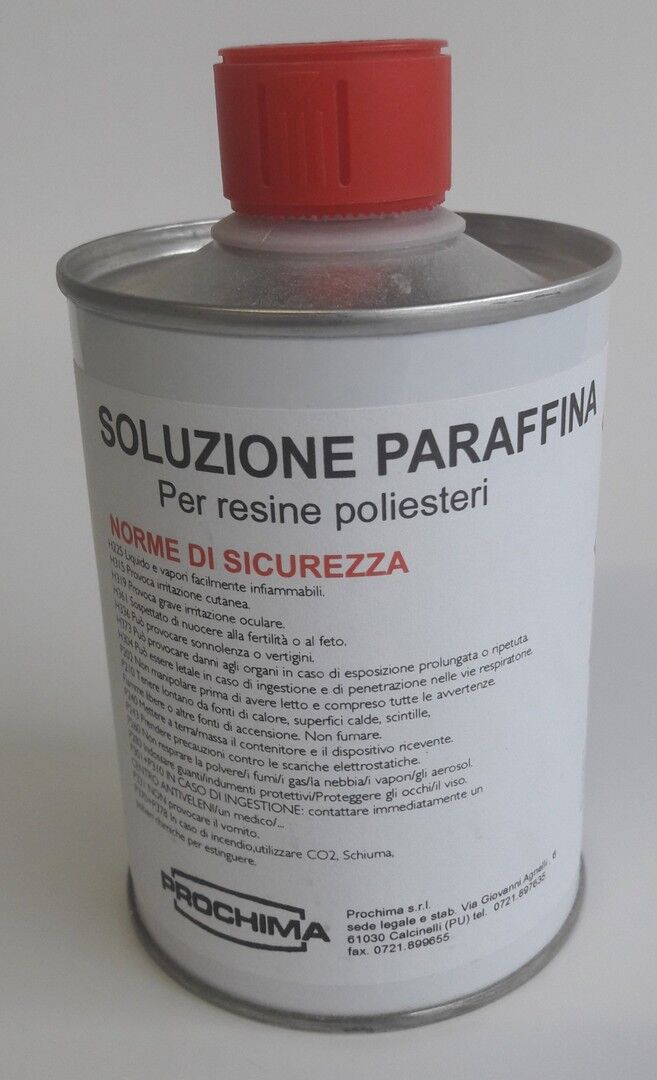 SOLUZIONE PARAFFINA
Per resine poliesteri
NORME DI SICUREZZA
H225 Liquido e vapori facilmente infiammabili.
H315 Provoca irritazione cutanea.
H319 Provoca grave irritazione oculare.
H361 Sospettato di nuocere alla fertilità o al feto.
H336 Può provocare sonnolenza o vertigini.
H373 Può provocare danni agli organi in caso di esposizione prolungata o ripetuta
H304 Può essere letale in caso di ingestione e di penetrazione nelle vie respiratorie.
P202 Non manipolare prima di avere letto e compreso tutte le avvertenze.
P210 Tenere lontano da fonti di calore, superfici calde, scintille,
fiamme libere o altre fonti di accensione. Non fumare.
P240 Mettere a terra/massa il contenitore e il dispositivo ricevente.
P243 Prendere precauzioni contro le scariche elettrostatiche.
P260 Non respirare la polvere/i fumi/i gas/la nebbia/i vapori/gli aerosol.
P280 Indossare guanti/indumenti protettivi/Proteggere gli occhi/il viso.
P301+P310 IN CASO DI INGESTIONE: contattare immediatamente un
CENTRO ANTIVELENI/un medico/...
P331 NON provocare il vomito.
P370+P378 In caso di incendio,utilizzare CO2, Schiuma,
chimiche per estinguere.
PROCHIMA
Prochima s.r.l.
sede legale e stab. Via Giovanni Agnelli, 6
61030 Calcinelli (PU) tel. 0721.897635
fax. 0721.899655